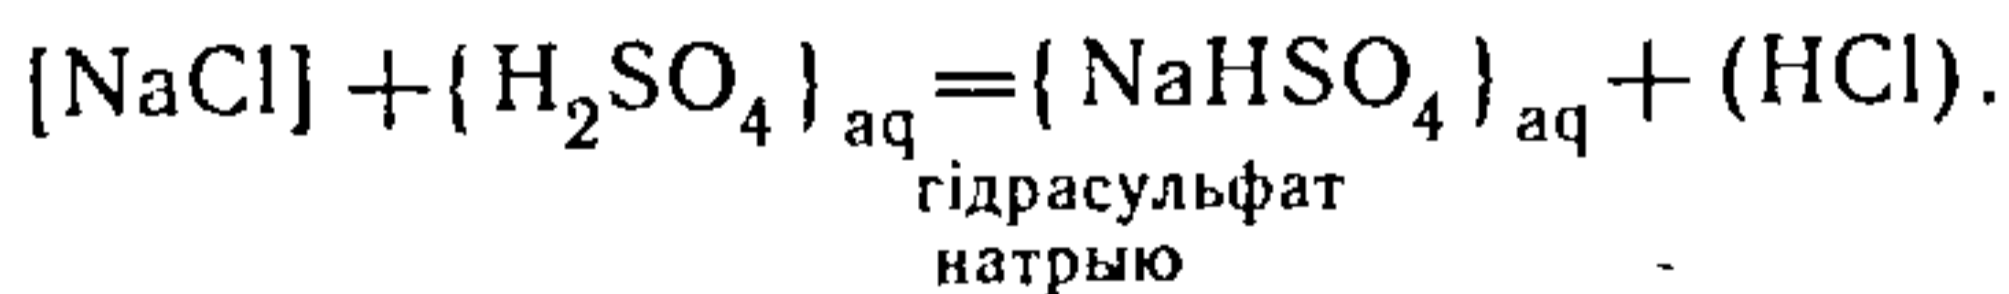 [NaCl] + { H₂SO₄ } aq = { NaHSO₄ } aq + (HCl).
гідрасульфат
натрыю